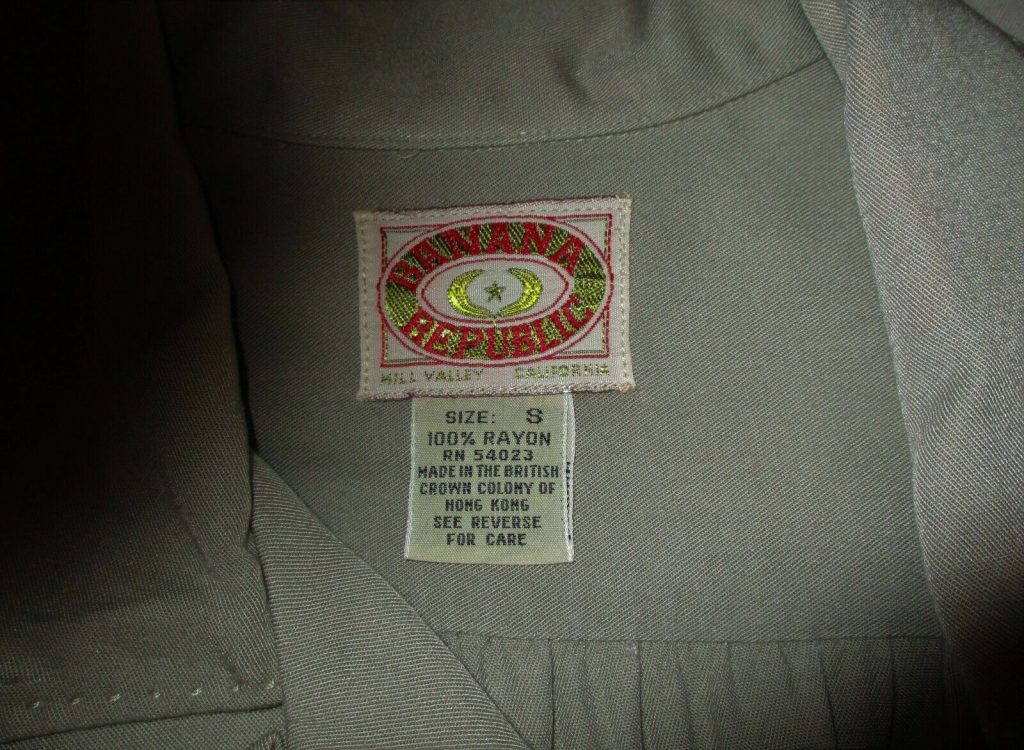 BANANA
REPUBLIC
MILL VALLEY CALIFORNIA
SIZE: S
100% RAYON
RN 54023
MADE IN THE BRITISH
CROWN COLONY OF
HONG KONG
SEE REVERSE
FOR CARE